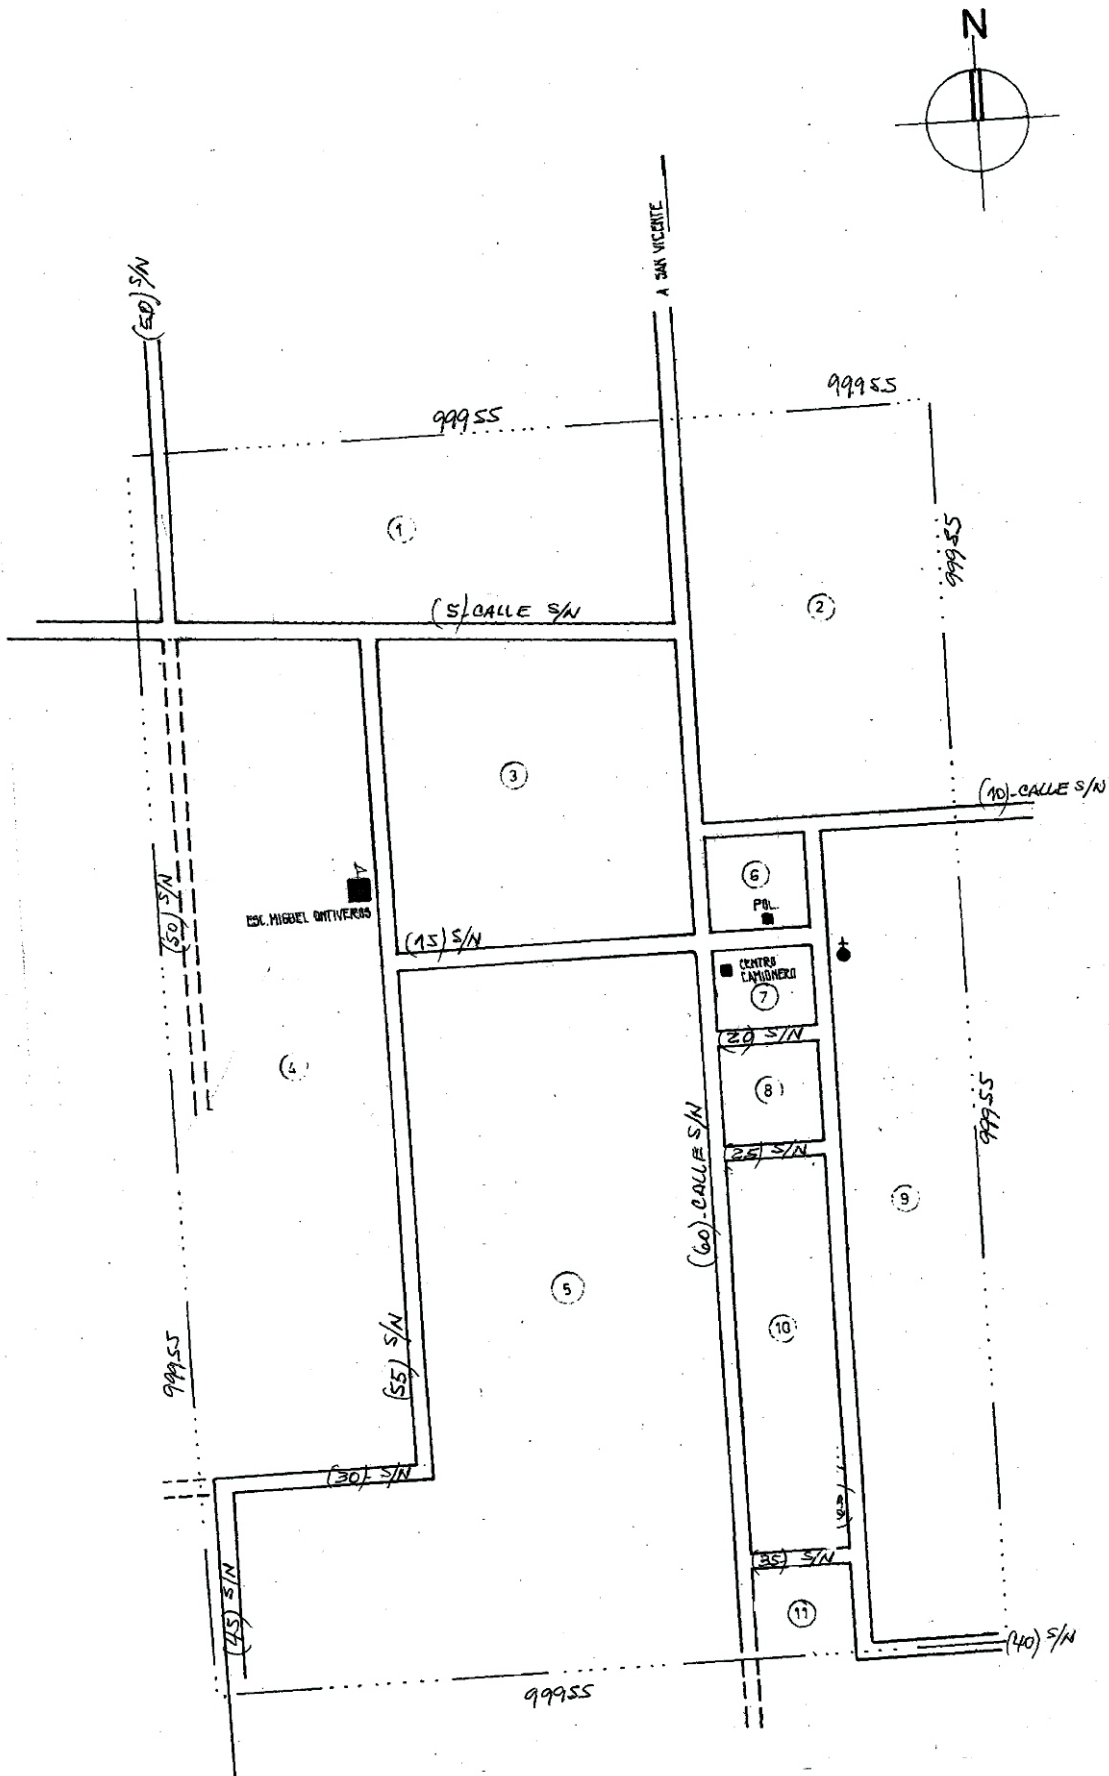 N
A SAN VICENTE
(50) S/N
99955
99955
99955
1
2
(5) CALLE S/N
3
(10)-CALLE S/N
6
POL.
ESC. MIGUEL ONTIVEROS
(50) S/N
(15) S/N
CENTRO
CAMIONERO
7
(20) S/N
4
8
(25) S/N
99955
(60)-CALLE S/N
9
5
10
99955
(55) S/N
(30)- S/N
(35) S/N
(45) S/N
11
(40) S/N
99955